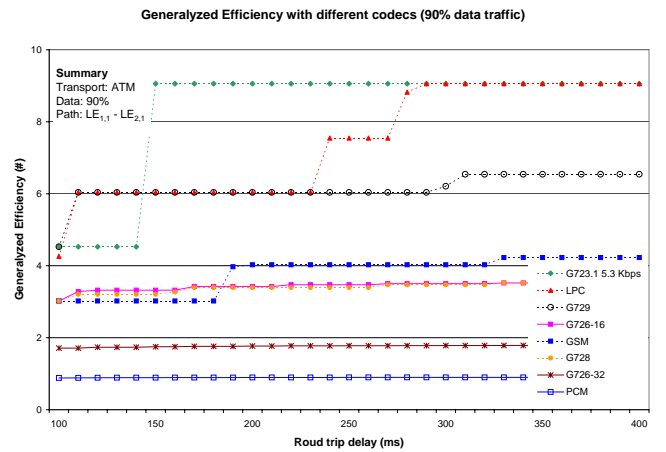 Generalyzed Efficiency with different codecs (90% data traffic)
10
8
6
4
2
0
Generalyzed Efficiency (#)
Summary
Transport: ATM
Data: 90%
Path: LE1,1 - LE2,1
G723.1 5.3 Kbps
LPC
G729
G726-16
GSM
G728
G726-32
PCM
100 150 200 250 300 350 400
Roud trip delay (ms)